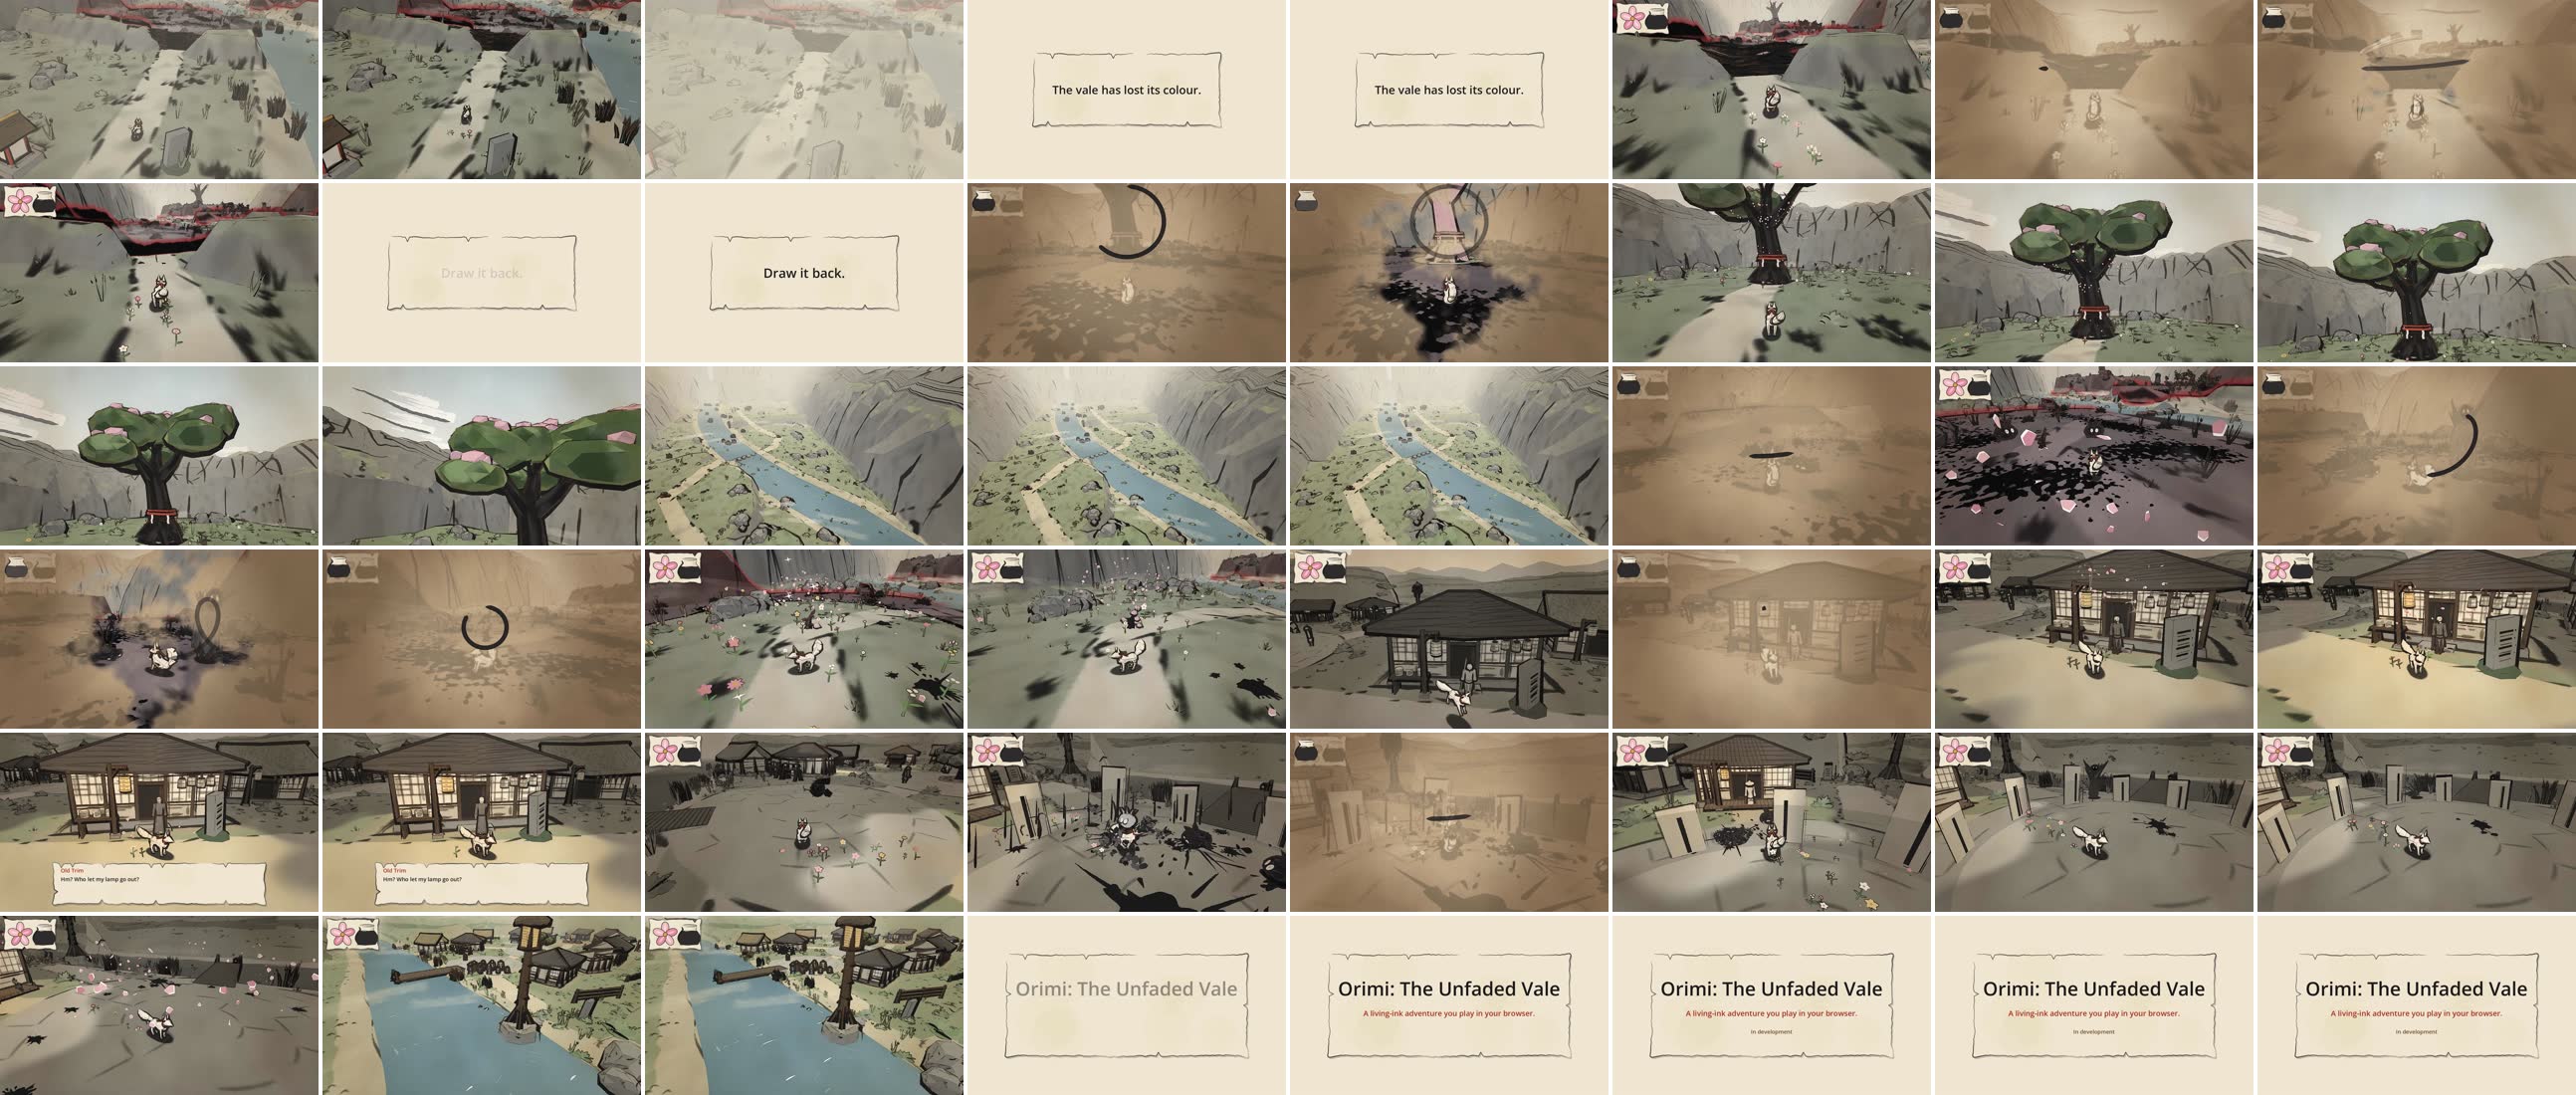 The vale has lost its colour.
The vale has lost its colour.
Draw it back.
Draw it back.
Old Trim
Hm? Who let my lamp go out?
Old Trim
Hm? Who let my lamp go out?
Orimi: The Unfaded Vale
Orimi: The Unfaded Vale
A living-ink adventure you play in your browser.
Orimi: The Unfaded Vale
A living-ink adventure you play in your browser.
In development
Orimi: The Unfaded Vale
A living-ink adventure you play in your browser.
In development
Orimi: The Unfaded Vale
A living-ink adventure you play in your browser.
In development